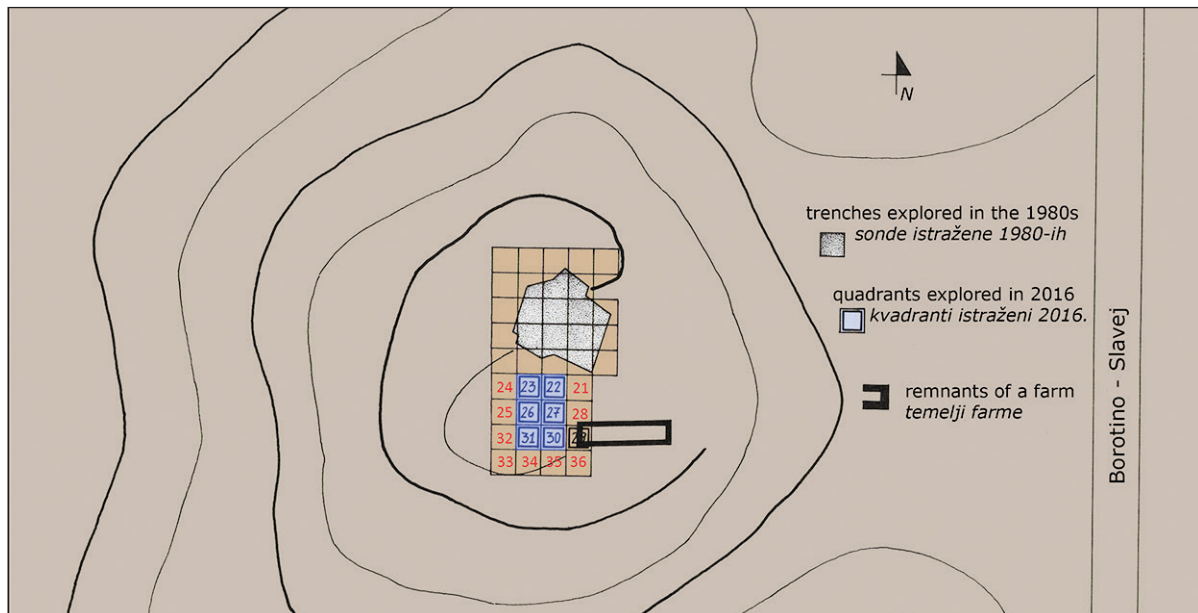 N
trenches explored in the 1980s
sonde istražene 1980-ih
quadrants explored in 2016
kvadranti istraženi 2016.
remnants of a farm
temelji farme
Borotino - Slavej
24 23 22 21
25 26 27 28
32 31 30 29
33 34 35 36